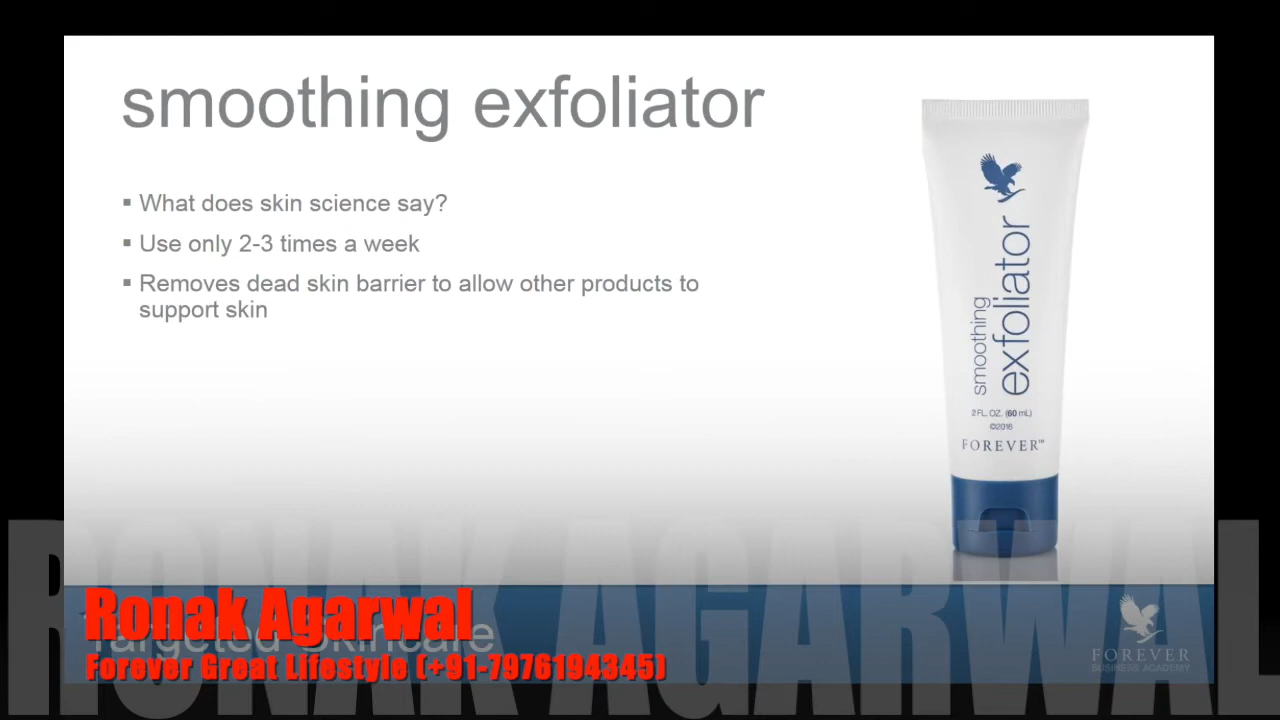 smoothing exfoliator
▪ What does skin science say?
▪ Use only 2-3 times a week
▪ Removes dead skin barrier to allow other products to
support skin
smoothing
exfoliator
2 FL. OZ. (60 mL)
©2016
FOREVER™
RONAK AGARWAL
Ronak Agarwal
Targeted Skincare
Forever Great Lifestyle (+91-7976194345)
FOREVER
BUSINESS ACADEMY